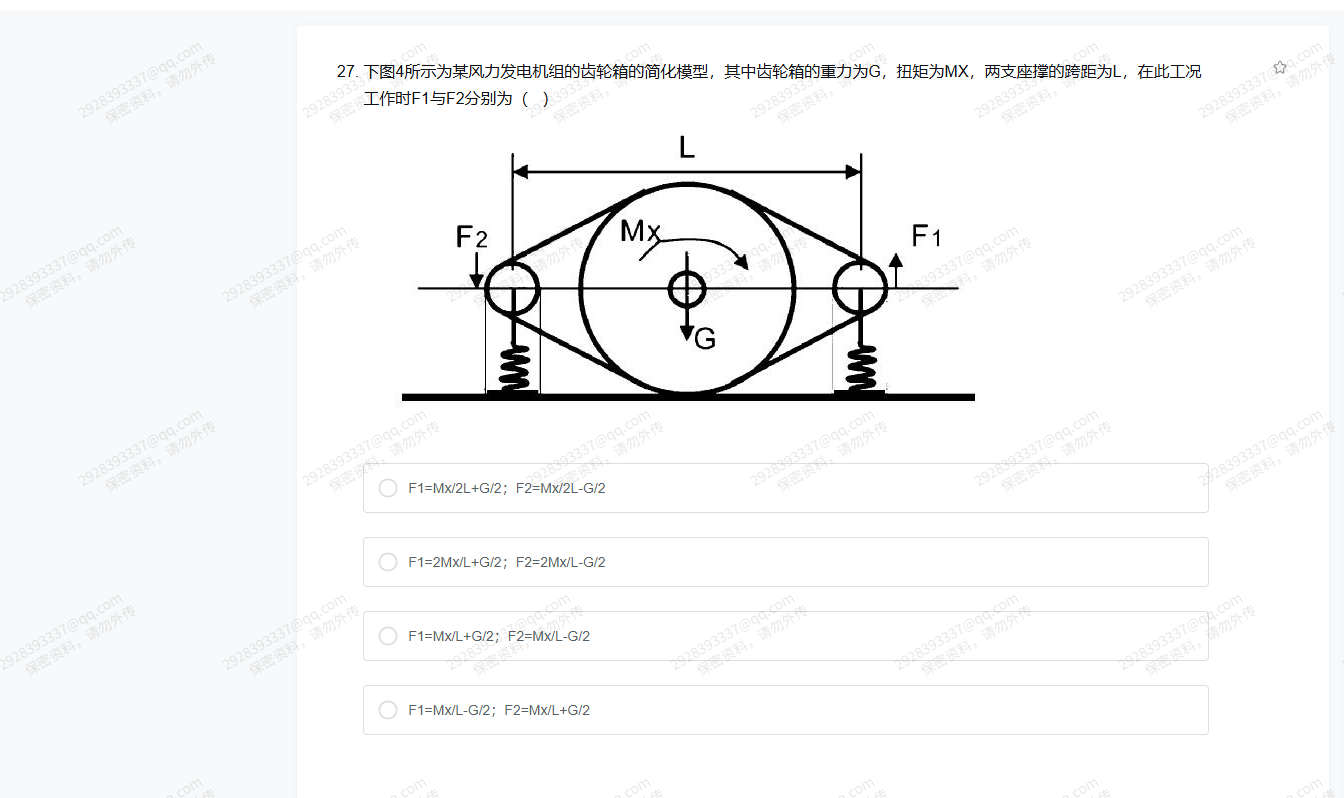 27. 下图4所示为某风力发电机组的齿轮箱的简化模型，其中齿轮箱的重力为G，扭矩为MX，两支座撑的跨距为L，在此工况
工作时F1与F2分别为（ ）
L
F2
Mx
F1
G
F1=Mx/2L+G/2；F2=Mx/2L-G/2
F1=2Mx/L+G/2；F2=2Mx/L-G/2
F1=Mx/L+G/2；F2=Mx/L-G/2
F1=Mx/L-G/2；F2=Mx/L+G/2
2928393337@qq.com
保密资料，请勿外传